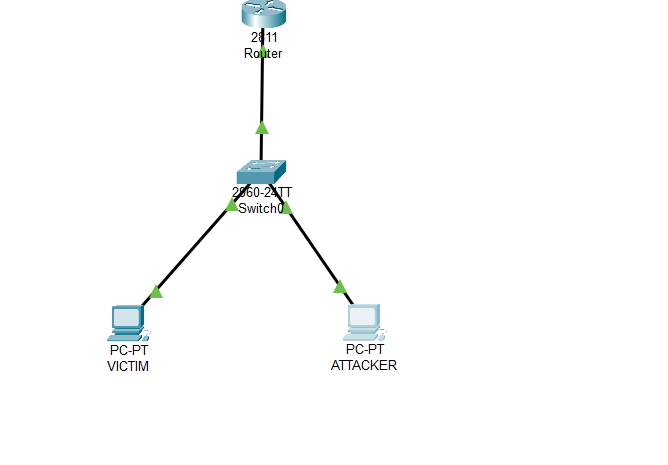 2811
Router
2960-24TT
Switch0
PC-PT
VICTIM
PC-PT
ATTACKER